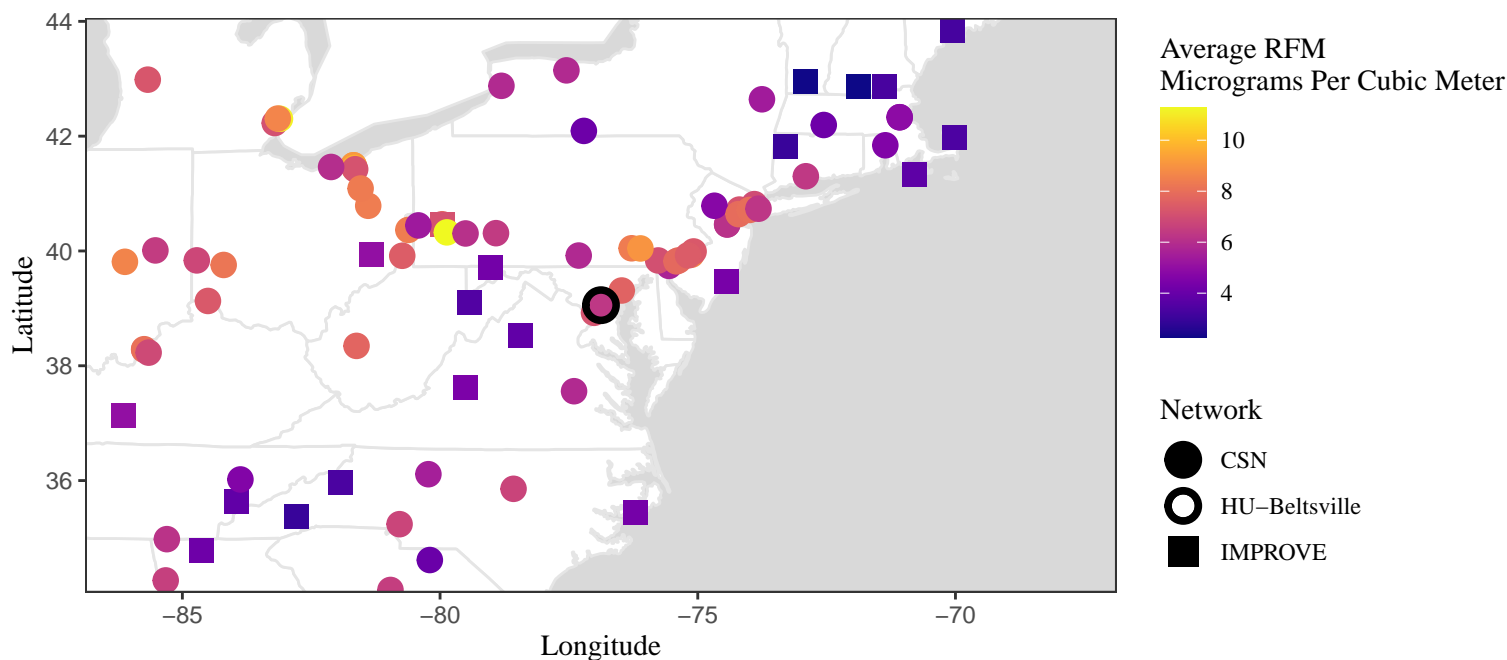 44
42
40
38
36
Latitude
−85
−80
−75
−70
Longitude
Average RFM
Micrograms Per Cubic Meter
10
8
6
4
Network
CSN
HU−Beltsville
IMPROVE